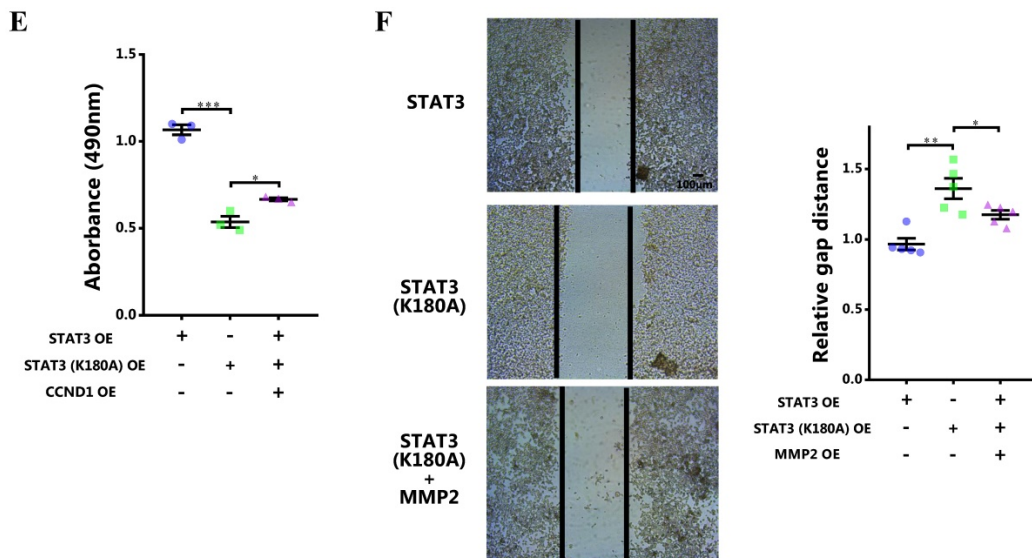 E
Aborbance (490nm)
1.5
1.0
0.5
0.0
***
*
STAT3 OE + - +
STAT3 (K180A) OE - + +
CCND1 OE - - +
F
STAT3
100μm
STAT3
(K180A)
STAT3
(K180A)
+
MMP2
Relative gap distance
1.5
1.0
0.5
0.0
**
*
STAT3 OE + - +
STAT3 (K180A) OE - + +
MMP2 OE - - +